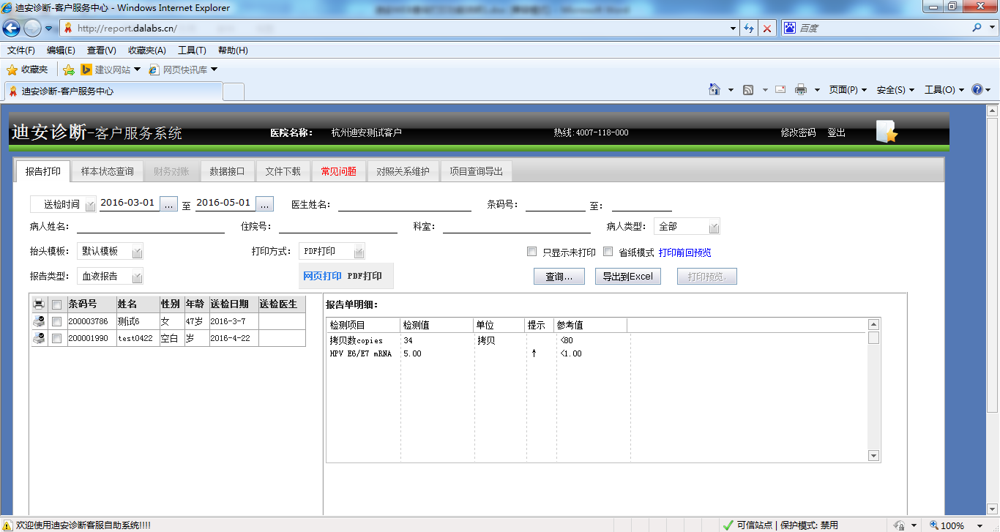 迪安诊断-客户服务中心 - Windows Internet Explorer
http://report.dalabs.cn/
百度
文件(F) 编辑(E) 查看(V) 收藏夹(A) 工具(T) 帮助(H)
收藏夹 建议网站 网页快讯库
迪安诊断-客户服务中心 页面(P) 安全(S) 工具(O)
迪安诊断-客户服务系统 医院名称: 杭州迪安测试客户 热线:4007-118-000 修改密码 登出
报告打印 样本状态查询 财务对账 数据接口 文件下载 常见问题 对照关系维护 项目查询导出
送检时间 2016-03-01 ... 至 2016-05-01 ... 医生姓名: 条码号: 至:
病人姓名: 住院号: 科室: 病人类型: 全部
抬头模板: 默认模板 打印方式: PDF打印 只显示未打印 省纸模式 打印前回预览
报告类型: 血液报告 网页打印 PDF打印 查询... 导出到Excel 打印预览.
条码号 姓名 性别 年龄 送检日期 送检医生
200003786 测试6 女 47岁 2016-3-7
200001990 test0422 空白 岁 2016-4-22
报告单明细:
检测项目 检测值 单位 提示 参考值
拷贝数copies 34 拷贝 <80
HPV E6/E7 mRNA 5.00 ↑ <1.00
欢迎使用迪安诊断客服自助系统!!!! 可信站点 | 保护模式: 禁用 100%